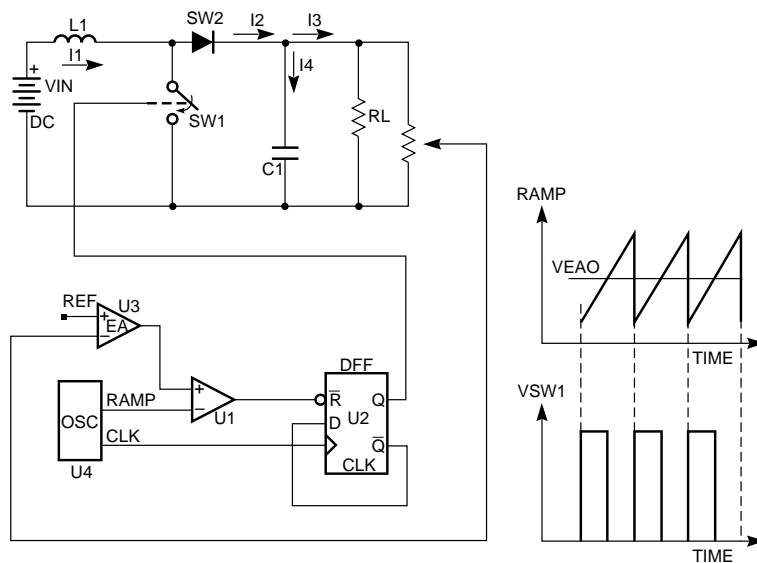 L1
SW2
I2
I3
I1
I4
+
VIN
DC
SW1
RL
C1
RAMP
VEAO
TIME
REF
U3
+
EA
−
DFF
R
Q
U2
D
Q
CLK
OSC
RAMP
CLK
U4
+
−
U1
VSW1
TIME